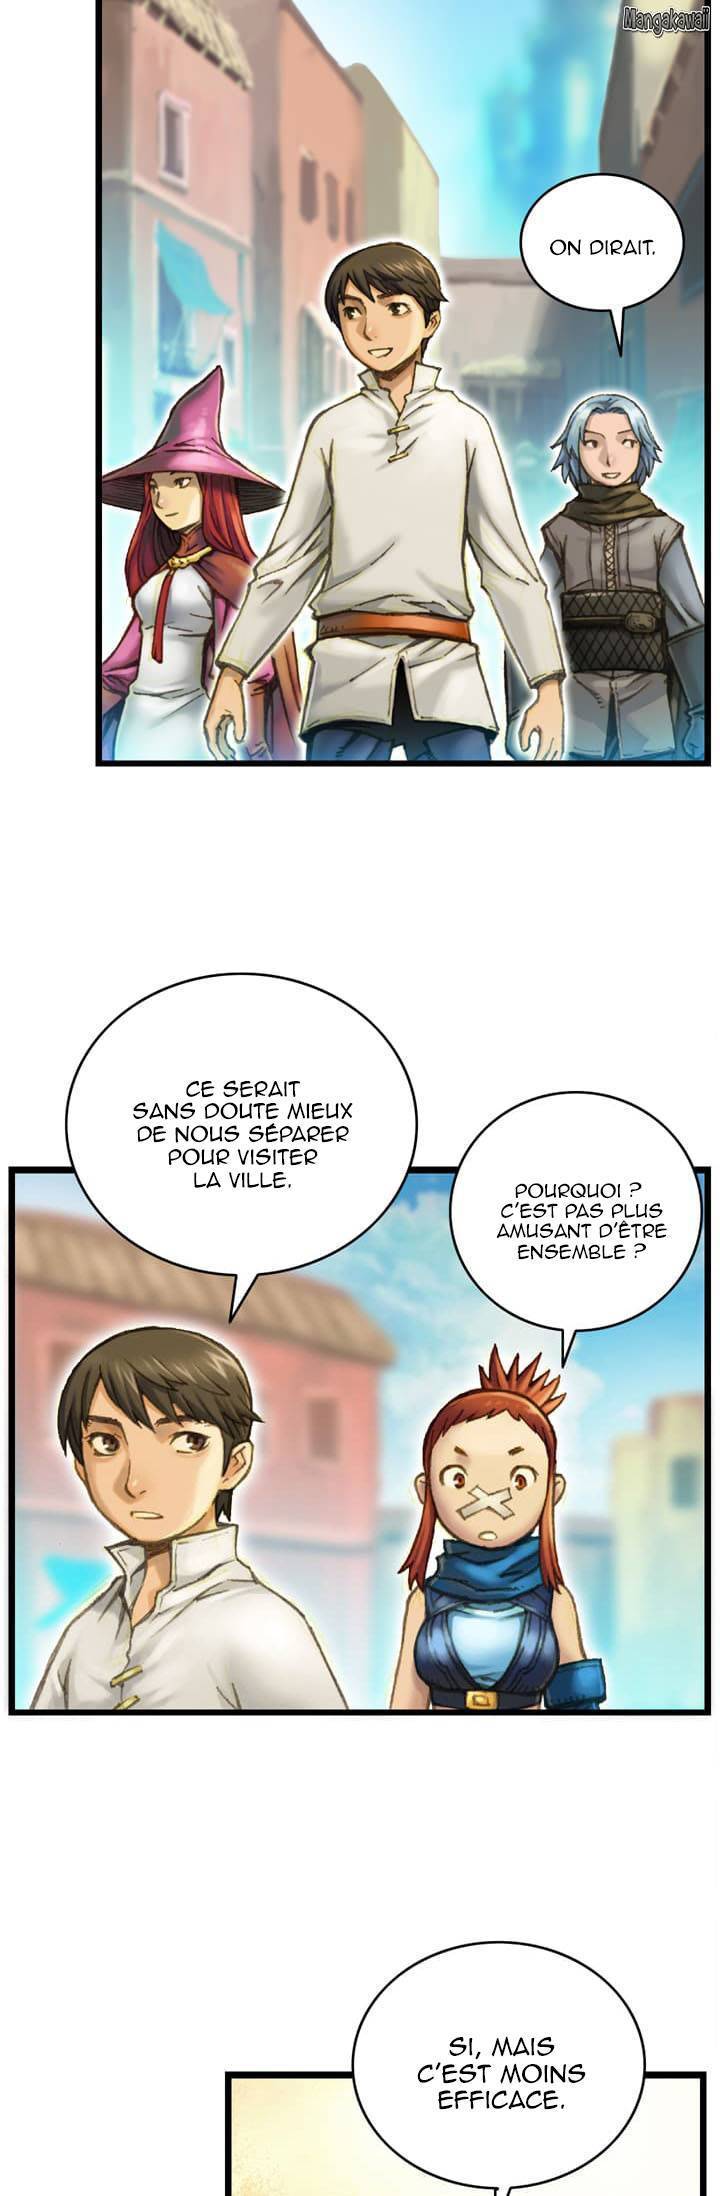 Mangakawaii
ON DIRAIT.
CE SERAIT
SANS DOUTE MIEUX
DE NOUS SÉPARER
POUR VISITER
LA VILLE.
POURQUOI ?
C'EST PAS PLUS
AMUSANT D'ÊTRE
ENSEMBLE ?
SI, MAIS
C'EST MOINS
EFFICACE.